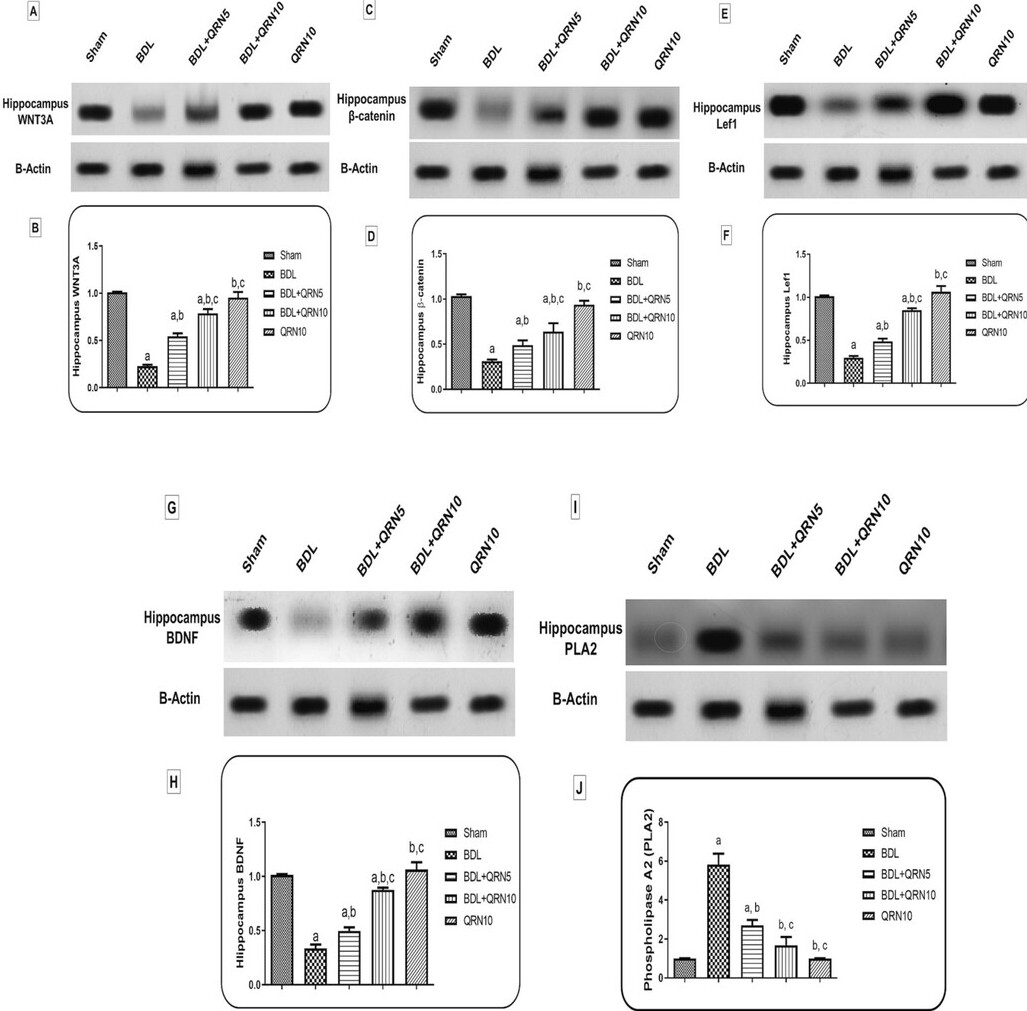 A
Sham
BDL
BDL+QRN5
BDL+QRN10
QRN10
Hippocampus
WNT3A
B-Actin
C
Sham
BDL
BDL+QRN5
BDL+QRN10
QRN10
Hippocampus
β-catenin
B-Actin
E
Sham
BDL
BDL+QRN5
BDL+QRN10
QRN10
Hippocampus
Lef1
B-Actin
B
Hippocampus WNT3A
1.5
1.0
0.5
0.0
a
a,b
a,b,c
b,c
Sham
BDL
BDL+QRN5
BDL+QRN10
QRN10
D
Hippocampus β-catenin
1.5
1.0
0.5
0.0
a
a,b
a,b,c
b,c
Sham
BDL
BDL+QRN5
BDL+QRN10
QRN10
F
Hippocampus Lef1
1.5
1.0
0.5
0.0
a
a,b
a,b,c
b,c
Sham
BDL
BDL+QRN5
BDL+QRN10
QRN10
G
Sham
BDL
BDL+QRN5
BDL+QRN10
QRN10
Hippocampus
BDNF
B-Actin
I
Sham
BDL
BDL+QRN5
BDL+QRN10
QRN10
Hippocampus
PLA2
B-Actin
H
Hlippocampus BDNF
1.5
1.0
0.5
0.0
a
a,b
a,b,c
b,c
Sham
BDL
BDL+QRN5
BDL+QRN10
QRN10
J
Phospholipase A2 (PLA2)
8
6
4
2
0
a
a, b
b, c
b, c
Sham
BDL
BDL+QRN5
BDL+QRN10
QRN10